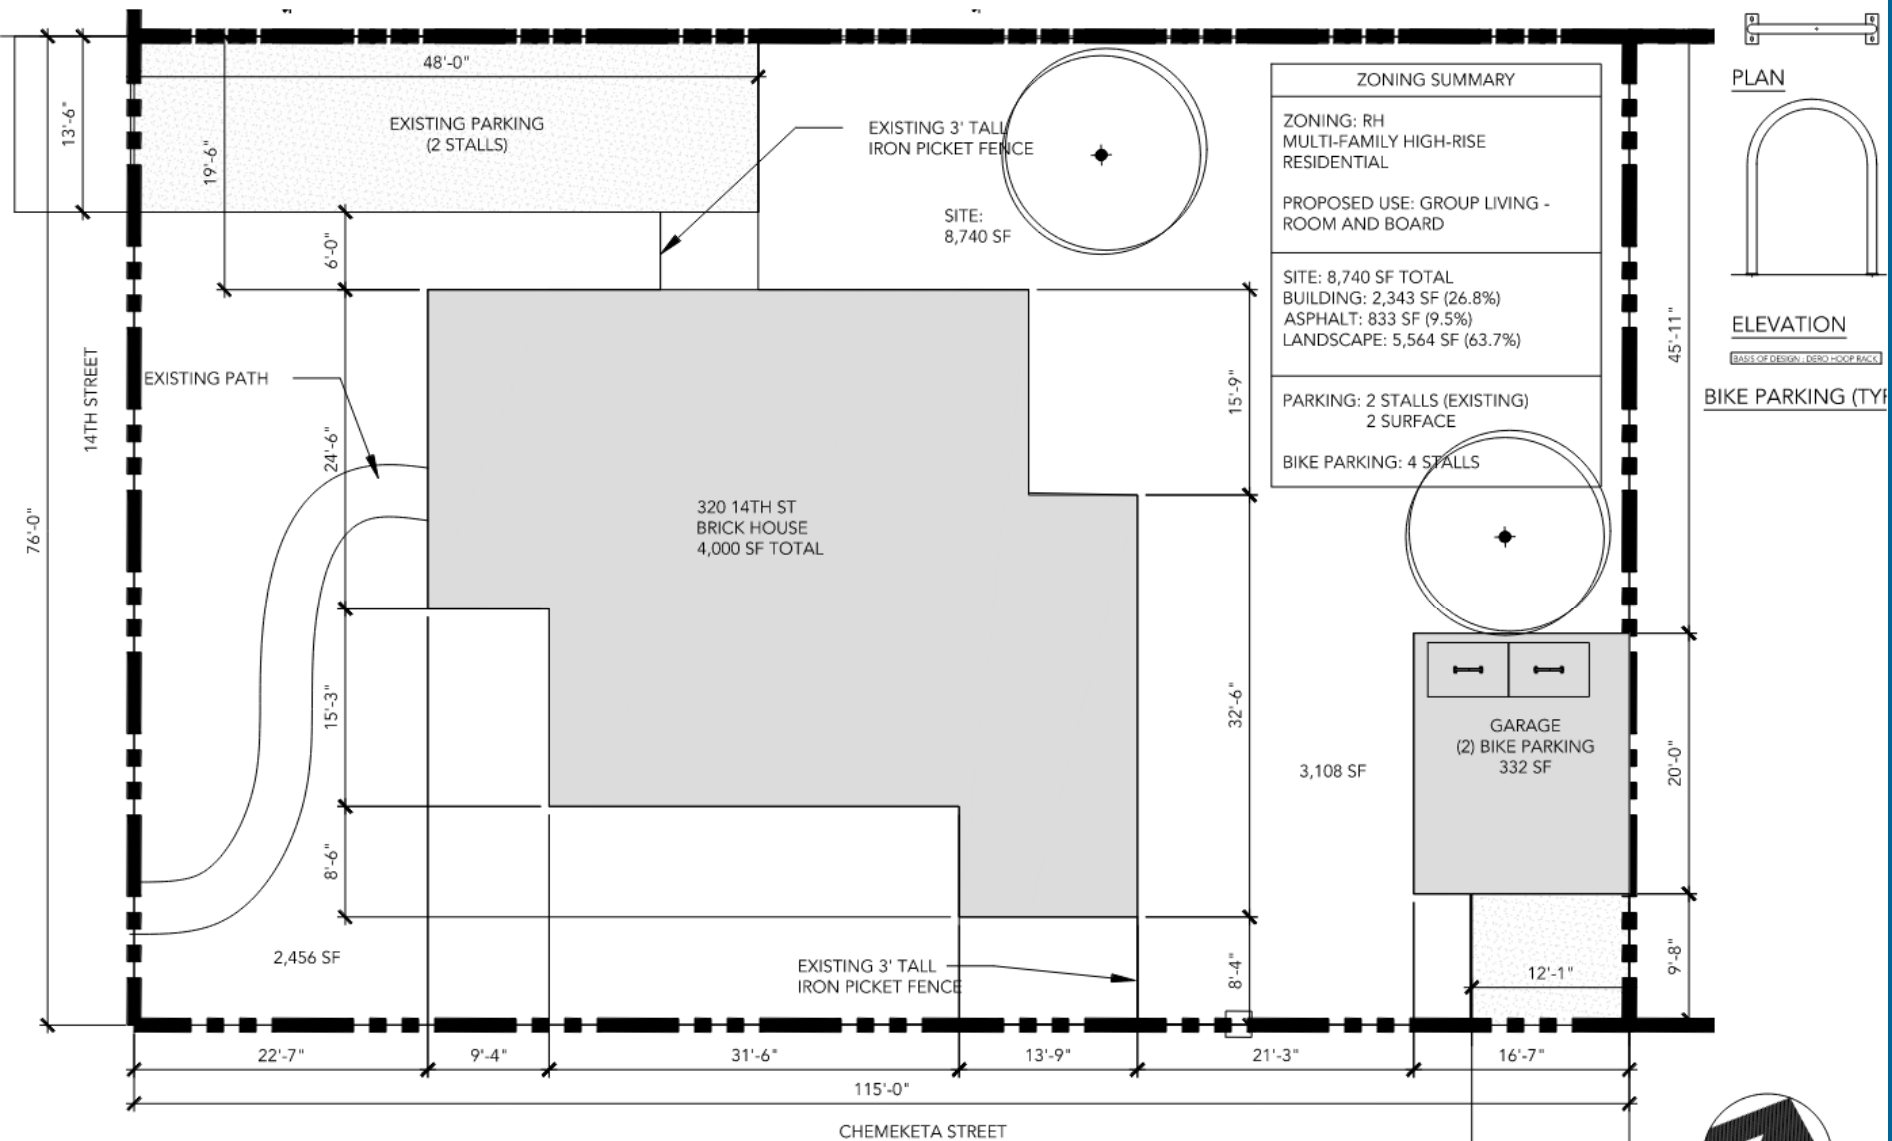 48'-0"
13'-6"
19'-6"
EXISTING PARKING
(2 STALLS)
EXISTING 3' TALL
IRON PICKET FENCE
SITE:
8,740 SF
ZONING SUMMARY
ZONING: RH
MULTI-FAMILY HIGH-RISE
RESIDENTIAL
PROPOSED USE: GROUP LIVING -
ROOM AND BOARD
SITE: 8,740 SF TOTAL
BUILDING: 2,343 SF (26.8%)
ASPHALT: 833 SF (9.5%)
LANDSCAPE: 5,564 SF (63.7%)
PARKING: 2 STALLS (EXISTING)
2 SURFACE
BIKE PARKING: 4 STALLS
PLAN
ELEVATION
BASIS OF DESIGN : DERO HOOP RACK
BIKE PARKING (TYP
6'-0"
45'-11"
14TH STREET
EXISTING PATH
15'-9"
24'-6"
76'-0"
320 14TH ST
BRICK HOUSE
4,000 SF TOTAL
15'-3"
32'-6"
GARAGE
(2) BIKE PARKING
332 SF
20'-0"
3,108 SF
8'-6"
2,456 SF
EXISTING 3' TALL
IRON PICKET FENCE
8'-4"
12'-1"
9'-8"
22'-7"
9'-4"
31'-6"
13'-9"
21'-3"
16'-7"
115'-0"
CHEMEKETA STREET